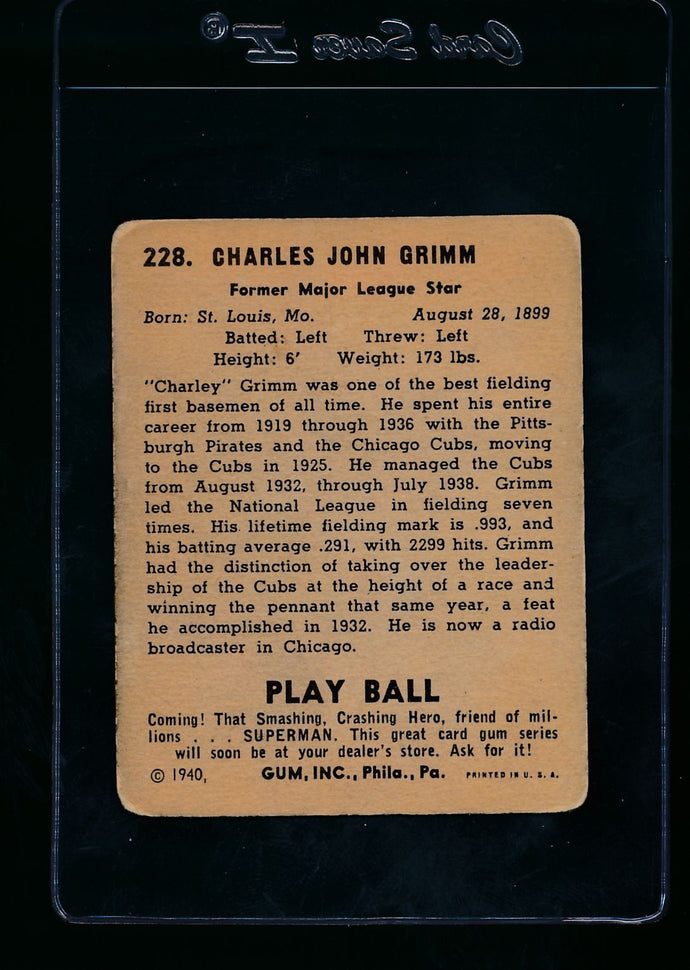 Card Saver II ®
228. CHARLES JOHN GRIMM
Former Major League Star
Born: St. Louis, Mo. August 28, 1899
Batted: Left Threw: Left
Height: 6' Weight: 173 lbs.
"Charley" Grimm was one of the best fielding
first basemen of all time. He spent his entire
career from 1919 through 1936 with the Pitts-
burgh Pirates and the Chicago Cubs, moving
to the Cubs in 1925. He managed the Cubs
from August 1932, through July 1938. Grimm
led the National League in fielding seven
times. His lifetime fielding mark is .993, and
his batting average .291, with 2299 hits. Grimm
had the distinction of taking over the leader-
ship of the Cubs at the height of a race and
winning the pennant that same year, a feat
he accomplished in 1932. He is now a radio
broadcaster in Chicago.
PLAY BALL
Coming! That Smashing, Crashing Hero, friend of mil-
lions . . . SUPERMAN. This great card gum series
will soon be at your dealer's store. Ask for it!
© 1940, GUM, INC., Phila., Pa. PRINTED IN U. S. A.